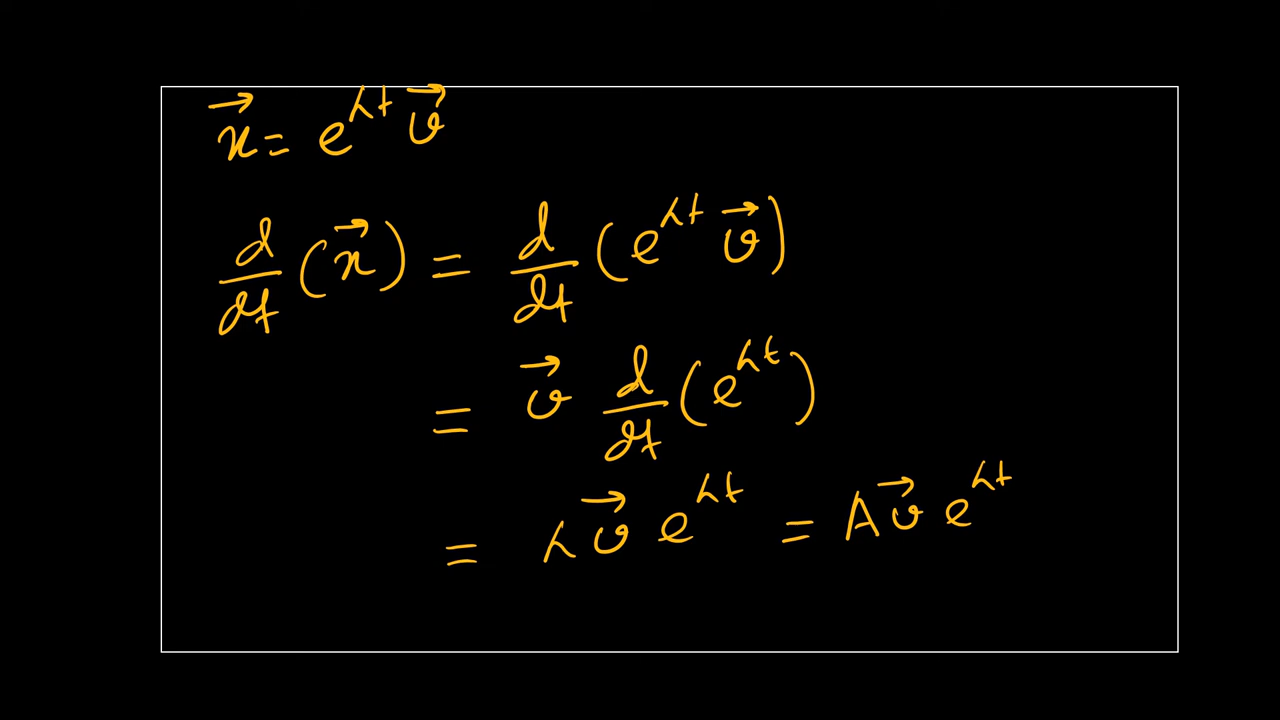 x⃗ = e^{λt} v⃗
d/dt (x⃗) = d/dt (e^{λt} v⃗)
= v⃗ d/dt (e^{λt})
= λ v⃗ e^{λt} = A v⃗ e^{λt}